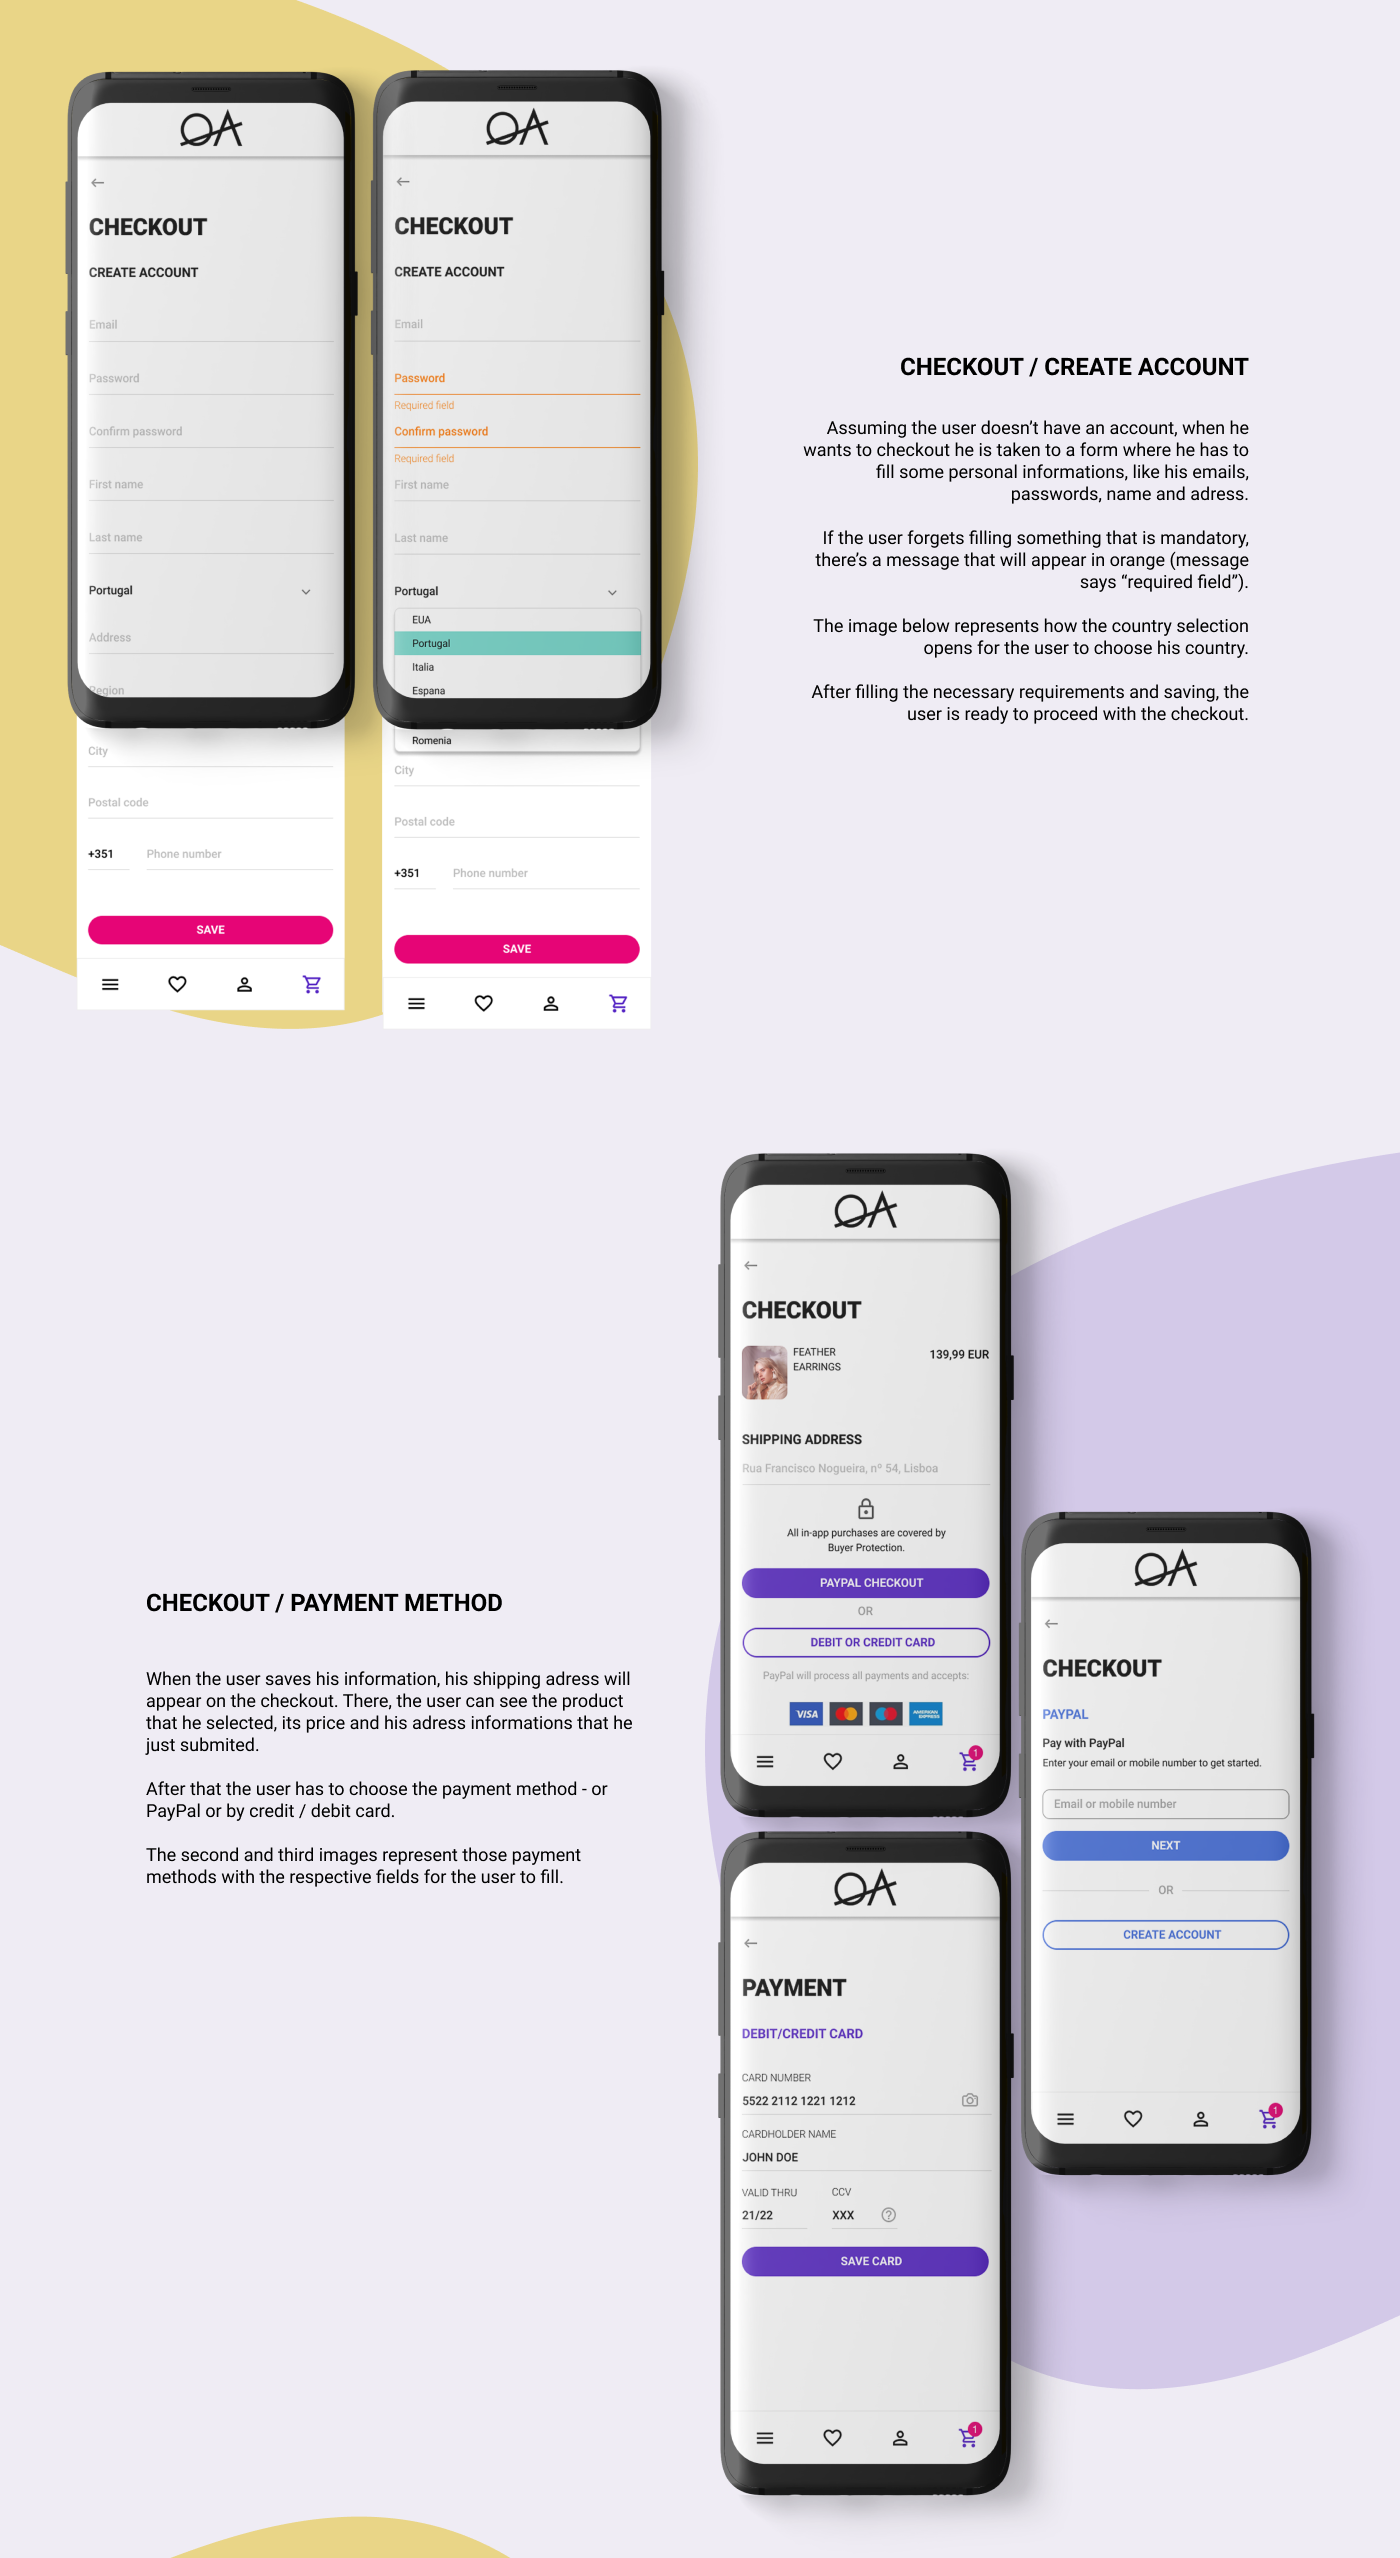 OA
CHECKOUT
CREATE ACCOUNT
Email
Password
Confirm password
First name
Last name
Portugal
Address
Region
City
Postal code
+351 Phone number
SAVE
OA
CHECKOUT
CREATE ACCOUNT
Email
Password
Required field
Confirm password
Required field
First name
Last name
Portugal
EUA
Portugal
Italia
Espana
Romenia
City
Postal code
+351 Phone number
SAVE
CHECKOUT / CREATE ACCOUNT
Assuming the user doesn’t have an account, when he
wants to checkout he is taken to a form where he has to
fill some personal informations, like his emails,
passwords, name and adress.
If the user forgets filling something that is mandatory,
there’s a message that will appear in orange (message
says “required field”).
The image below represents how the country selection
opens for the user to choose his country.
After filling the necessary requirements and saving, the
user is ready to proceed with the checkout.
CHECKOUT / PAYMENT METHOD
When the user saves his information, his shipping adress will
appear on the checkout. There, the user can see the product
that he selected, its price and his adress informations that he
just submited.
After that the user has to choose the payment method - or
PayPal or by credit / debit card.
The second and third images represent those payment
methods with the respective fields for the user to fill.
OA
CHECKOUT
FEATHER
EARRINGS
139,99 EUR
SHIPPING ADDRESS
Rua Francisco Nogueira, nº 54, Lisboa
All in-app purchases are covered by
Buyer Protection.
PAYPAL CHECKOUT
OR
DEBIT OR CREDIT CARD
PayPal will process all payments and accepts:
VISA
AMERICAN
EXPRESS
1
OA
CHECKOUT
PAYPAL
Pay with PayPal
Enter your email or mobile number to get started.
Email or mobile number
NEXT
OR
CREATE ACCOUNT
1
OA
PAYMENT
DEBIT/CREDIT CARD
CARD NUMBER
5522 2112 1221 1212
CARDHOLDER NAME
JOHN DOE
VALID THRU CCV
21/22 XXX ?
SAVE CARD
1